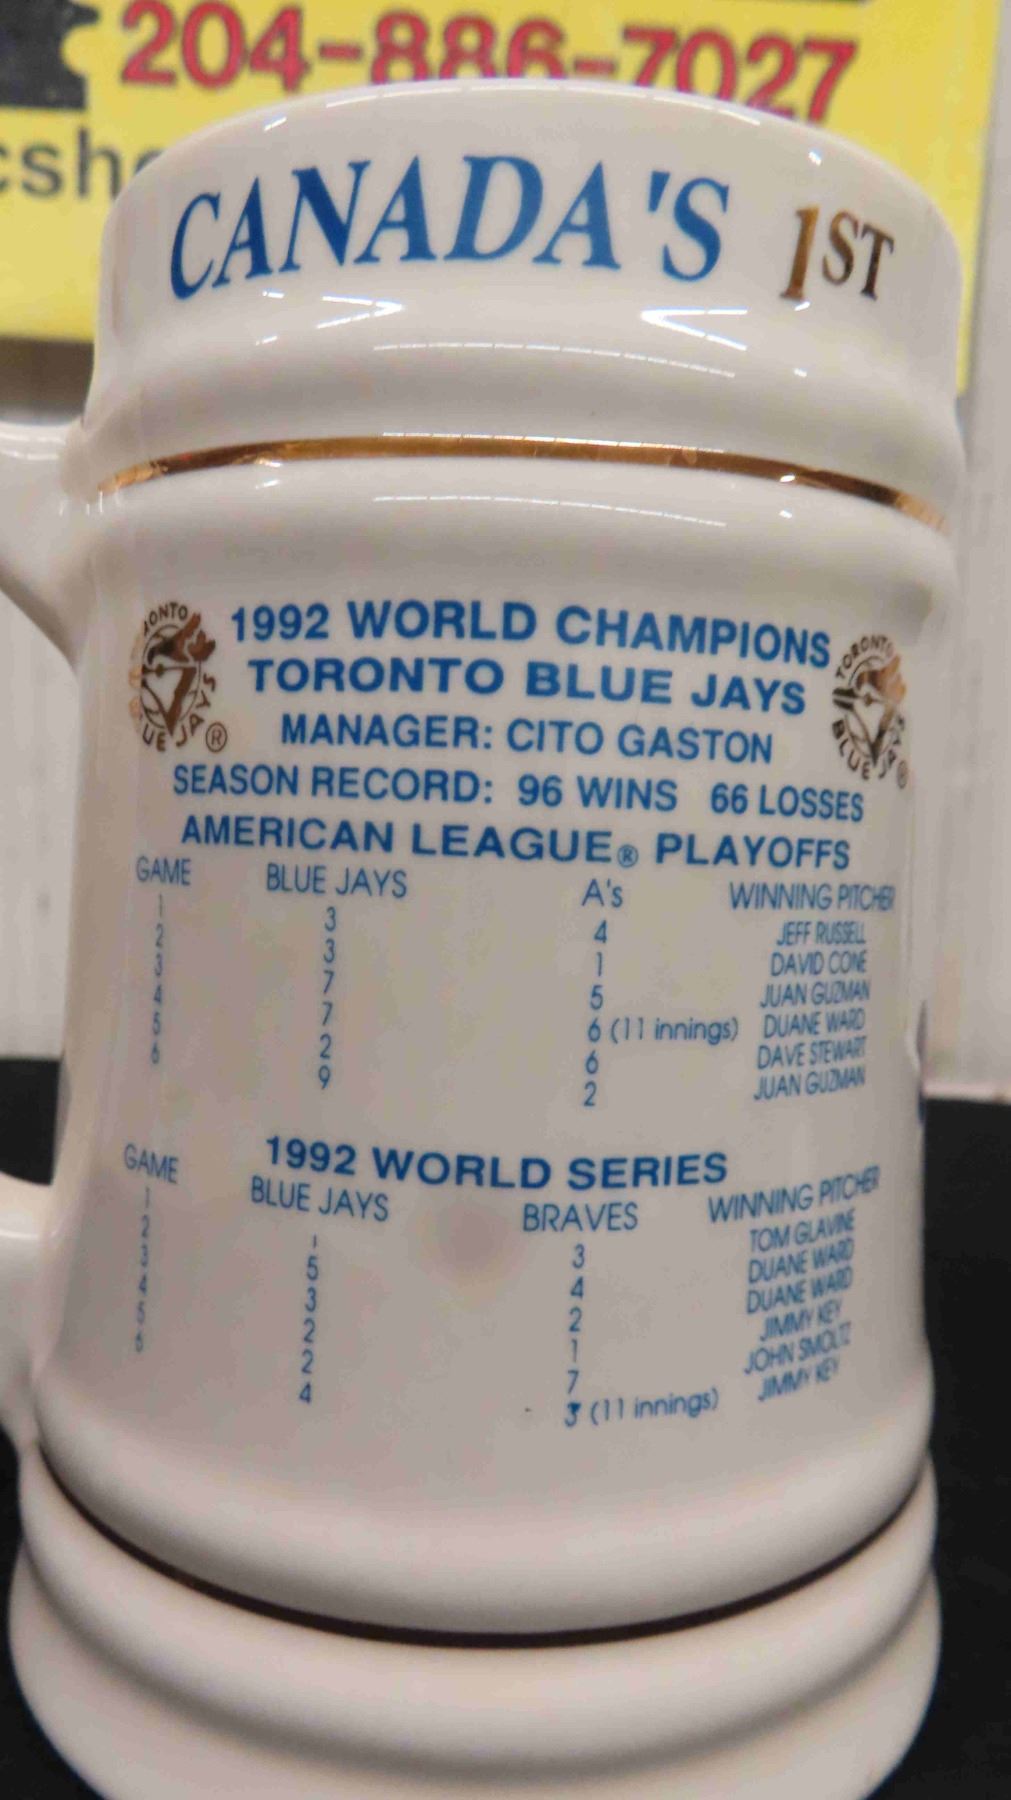 204-886-7027
CANADA'S 1ST
1992 WORLD CHAMPIONS
TORONTO BLUE JAYS
MANAGER: CITO GASTON
SEASON RECORD: 96 WINS 66 LOSSES
AMERICAN LEAGUE® PLAYOFFS
GAME BLUE JAYS A's WINNING PITCHER
1 3 4 JEFF RUSSELL
2 3 1 DAVID CONE
3 7 5 JUAN GUZMAN
4 7 6 (11 innings) DUANE WARD
5 2 6 DAVE STEWART
6 9 2 JUAN GUZMAN
1992 WORLD SERIES
GAME BLUE JAYS BRAVES WINNING PITCHER
1 1 3 TOM GLAVINE
2 5 4 DUANE WARD
3 3 2 DUANE WARD
4 2 1 JIMMY KEY
5 2 7 JOHN SMOLTZ
6 4 3 (11 innings) JIMMY KEY
TORONTO BLUE JAYS ®